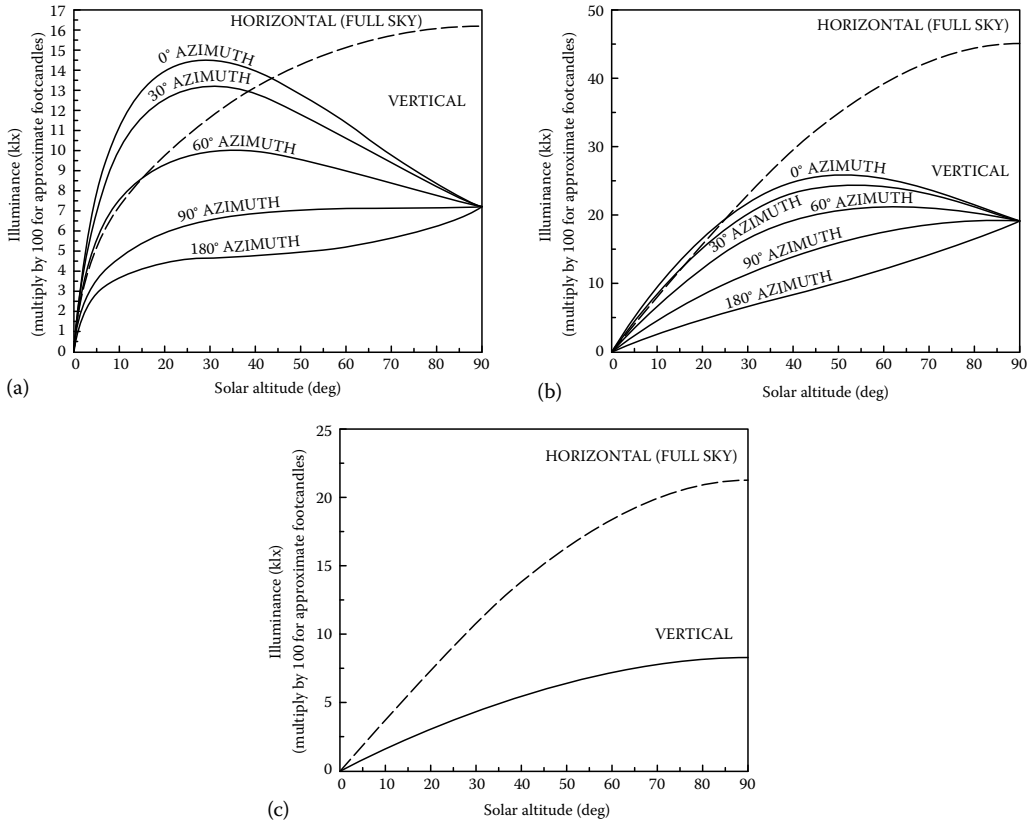 17
16
15
14
13
12
11
10
9
8
7
6
5
4
3
2
1
0
Illuminance (klx)
(multiply by 100 for approximate footcandles)
HORIZONTAL (FULL SKY)
0° AZIMUTH
30° AZIMUTH
VERTICAL
60° AZIMUTH
90° AZIMUTH
180° AZIMUTH
0 10 20 30 40 50 60 70 80 90
Solar altitude (deg)
(a)
50
40
30
20
10
0
Illuminance (klx)
(multiply by 100 for approximate footcandles)
HORIZONTAL (FULL SKY)
VERTICAL
0° AZIMUTH
30° AZIMUTH
60° AZIMUTH
90° AZIMUTH
180° AZIMUTH
0 10 20 30 40 50 60 70 80 90
Solar altitude (deg)
(b)
25
20
15
10
5
0
Illuminance (klx)
(multiply by 100 for approximate footcandles)
HORIZONTAL (FULL SKY)
VERTICAL
0 10 20 30 40 50 60 70 80 90
Solar altitude (deg)
(c)